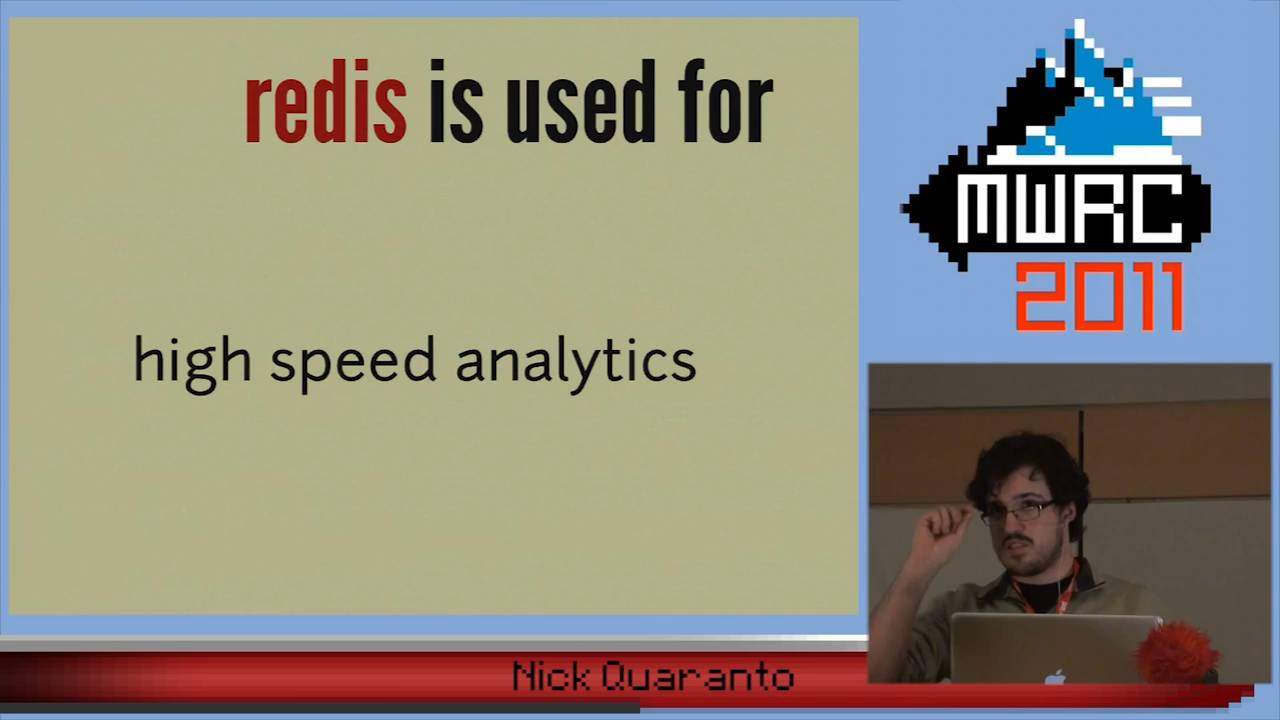 redis is used for
high speed analytics
MWRC
2011
Nick Quaranto